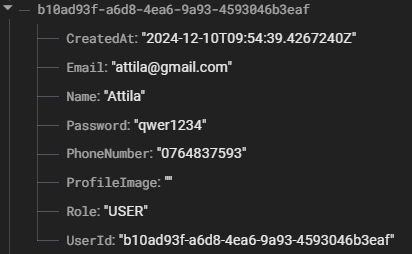 b10ad93f-a6d8-4ea6-9a93-4593046b3eaf
CreatedAt: "2024-12-10T09:54:39.4267240Z"
Email: "attila@gmail.com"
Name: "Attila"
Password: "qwer1234"
PhoneNumber: "0764837593"
ProfileImage: ""
Role: "USER"
UserId: "b10ad93f-a6d8-4ea6-9a93-4593046b3eaf"